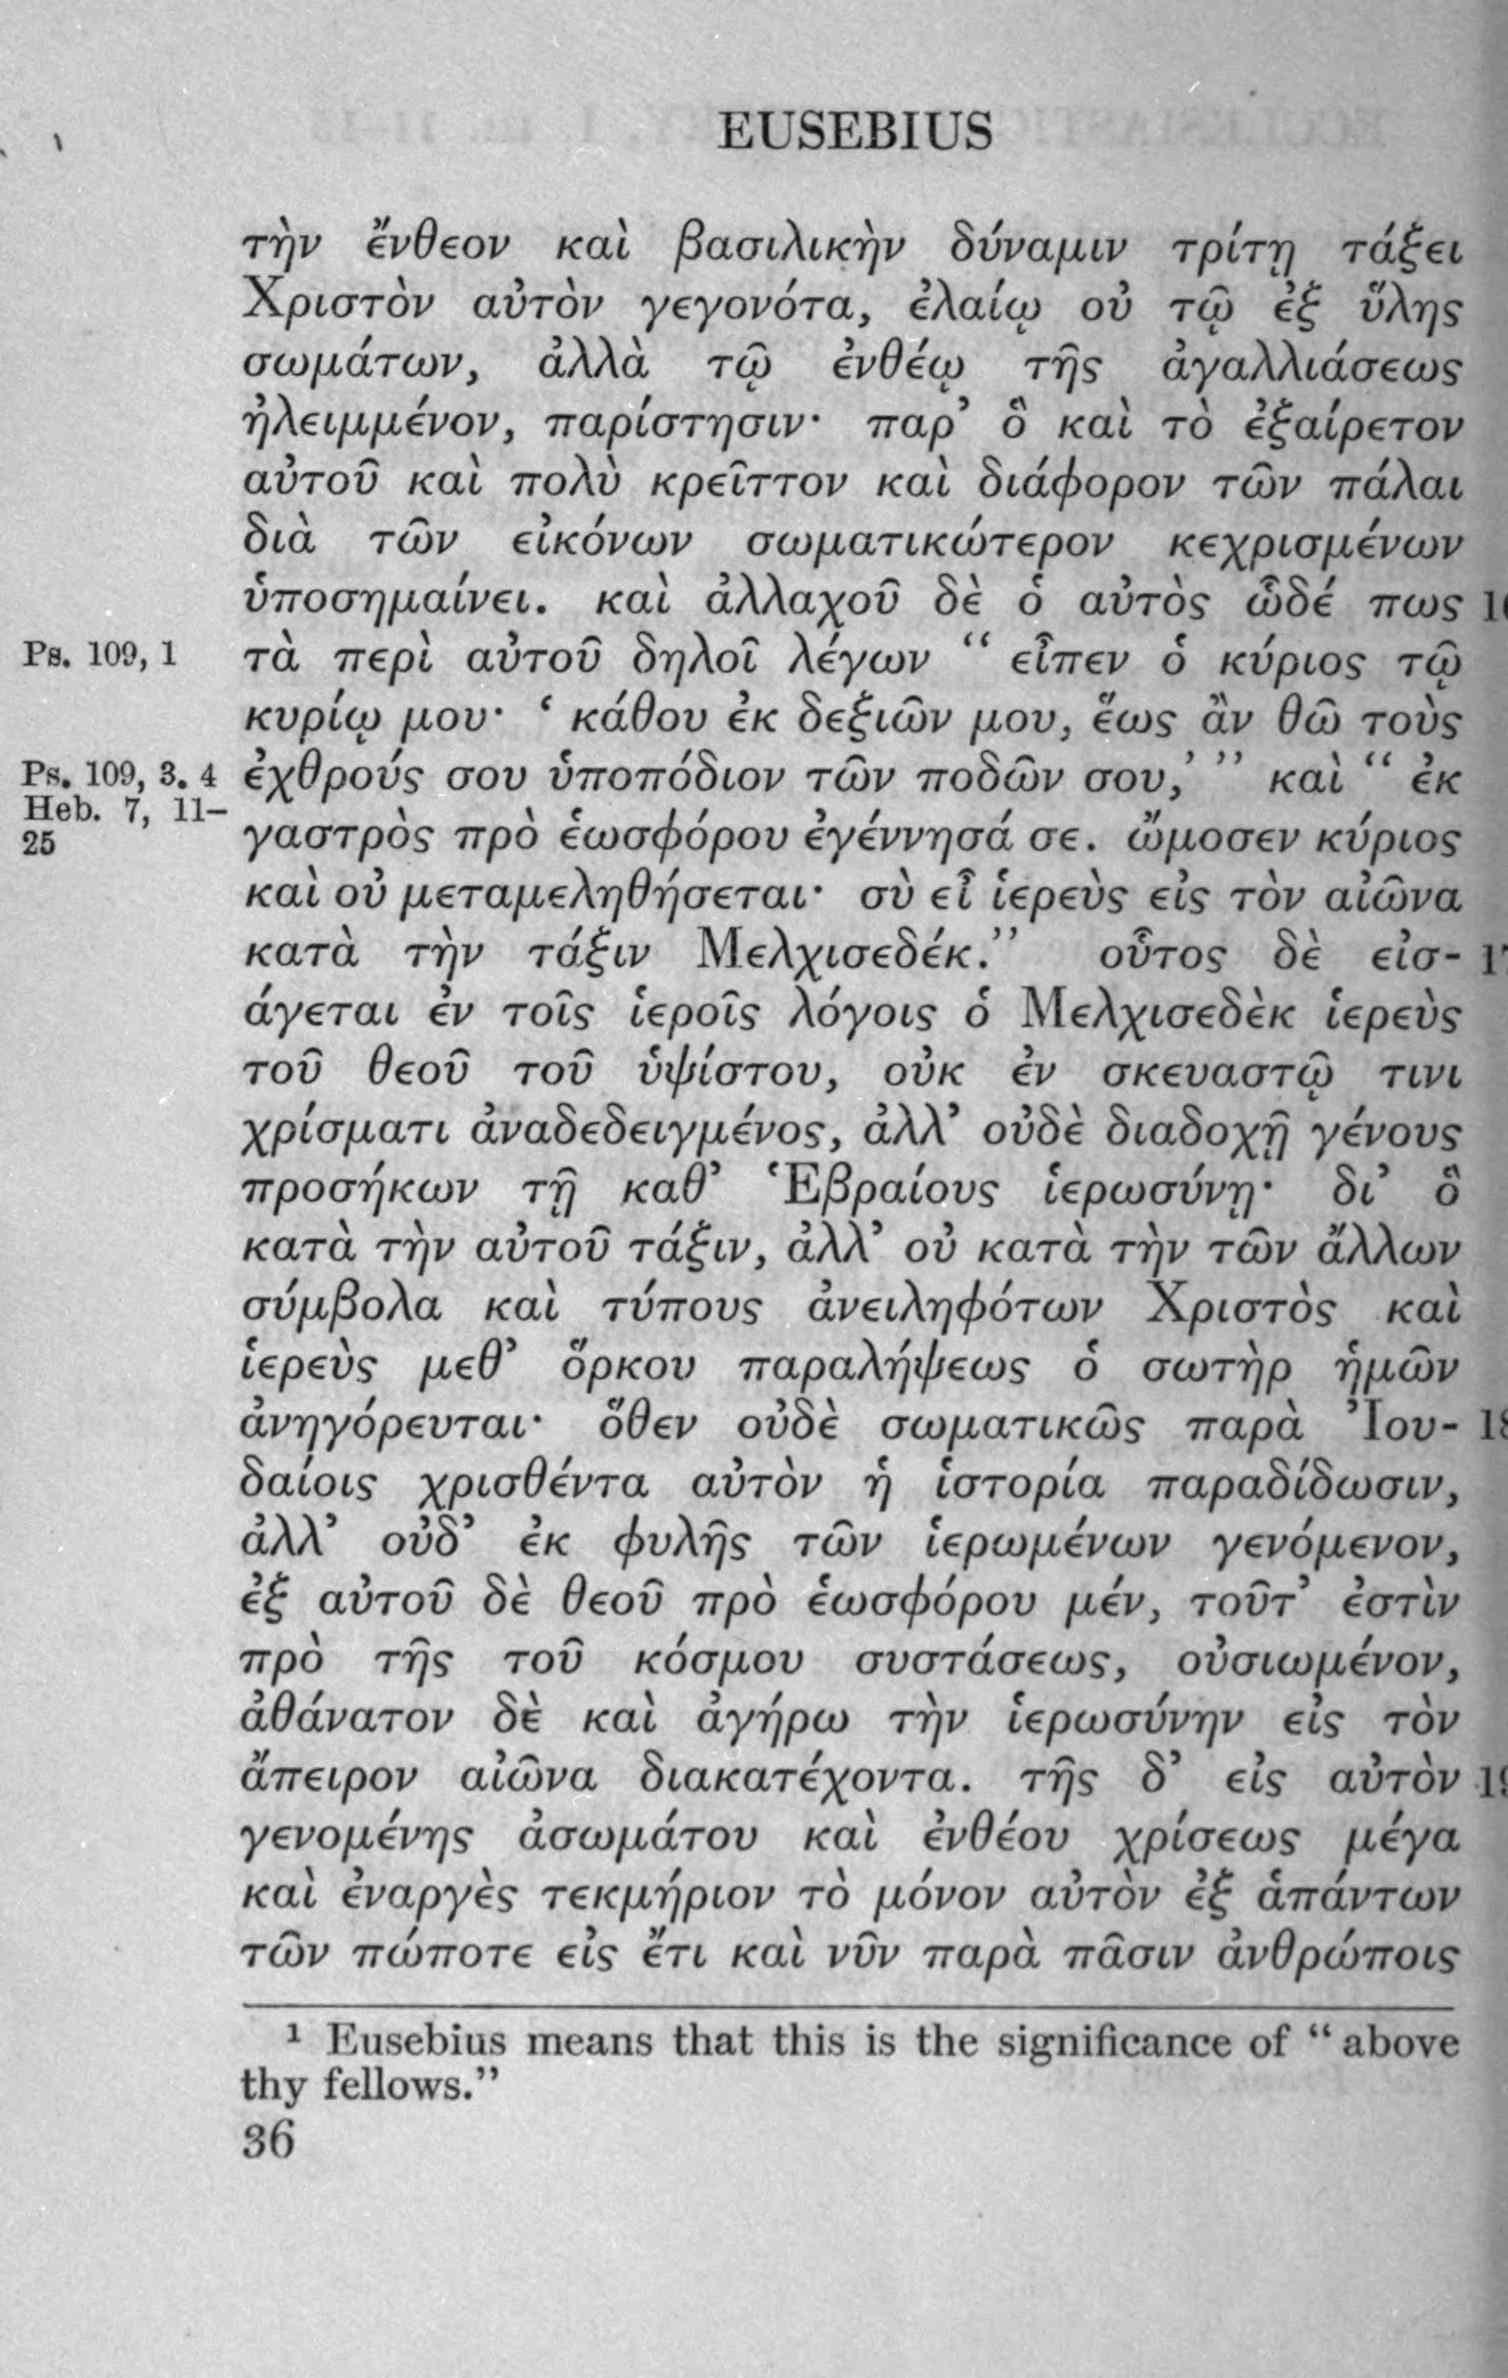 EUSEBIUS
τὴν ἔνθεον καὶ βασιλικὴν δύναμιν τρίτῃ τάξει
Χριστὸν αὐτὸν γεγονότα, ἐλαίῳ οὐ τῷ ἐξ ὕλης
σωμάτων, ἀλλὰ τῷ ἐνθέῳ τῆς ἀγαλλιάσεως
ἠλειμμένον, παρίστησιν· παρ’ ὃ καὶ τὸ ἐξαίρετον
αὐτοῦ καὶ πολὺ κρεῖττον καὶ διάφορον τῶν πάλαι
διὰ τῶν εἰκόνων σωματικώτερον κεχρισμένων
ὑποσημαίνει. καὶ ἀλλαχοῦ δὲ ὁ αὐτὸς ὧδέ πως
Ps. 109, 1 τὰ περὶ αὐτοῦ δηλοῖ λέγων “ εἶπεν ὁ κύριος τῷ
κυρίῳ μου· ‘ κάθου ἐκ δεξιῶν μου, ἕως ἂν θῶ τοὺς
Ps. 109, 3. 4 ἐχθρούς σου ὑποπόδιον τῶν ποδῶν σου,’ ” καὶ “ ἐκ
Heb. 7, 11–
25 γαστρὸς πρὸ ἑωσφόρου ἐγέννησά σε. ὤμοσεν κύριος
καὶ οὐ μεταμεληθήσεται· σὺ εἶ ἱερεὺς εἰς τὸν αἰῶνα
κατὰ τὴν τάξιν Μελχισεδέκ.” οὗτος δὲ εἰσ-
άγεται ἐν τοῖς ἱεροῖς λόγοις ὁ Μελχισεδὲκ ἱερεὺς
τοῦ θεοῦ τοῦ ὑψίστου, οὐκ ἐν σκευαστῷ τινι
χρίσματι ἀναδεδειγμένος, ἀλλ’ οὐδὲ διαδοχῇ γένους
προσήκων τῇ καθ’ Ἑβραίους ἱερωσύνῃ· δι’ ὃ
κατὰ τὴν αὐτοῦ τάξιν, ἀλλ’ οὐ κατὰ τὴν τῶν ἄλλων
σύμβολα καὶ τύπους ἀνειληφότων Χριστὸς καὶ
ἱερεὺς μεθ’ ὅρκου παραλήψεως ὁ σωτὴρ ἡμῶν
ἀνηγόρευται· ὅθεν οὐδὲ σωματικῶς παρὰ Ἰου-
δαίοις χρισθέντα αὐτὸν ἡ ἱστορία παραδίδωσιν,
ἀλλ’ οὐδ’ ἐκ φυλῆς τῶν ἱερωμένων γενόμενον,
ἐξ αὐτοῦ δὲ θεοῦ πρὸ ἑωσφόρου μέν, τοῦτ’ ἐστὶν
πρὸ τῆς τοῦ κόσμου συστάσεως, οὐσιωμένον,
ἀθάνατον δὲ καὶ ἀγήρω τὴν ἱερωσύνην εἰς τὸν
ἄπειρον αἰῶνα διακατέχοντα. τῆς δ’ εἰς αὐτὸν
γενομένης ἀσωμάτου καὶ ἐνθέου χρίσεως μέγα
καὶ ἐναργὲς τεκμήριον τὸ μόνον αὐτὸν ἐξ ἁπάντων
τῶν πώποτε εἰς ἔτι καὶ νῦν παρὰ πᾶσιν ἀνθρώποις
¹ Eusebius means that this is the significance of “ above
thy fellows.”
36